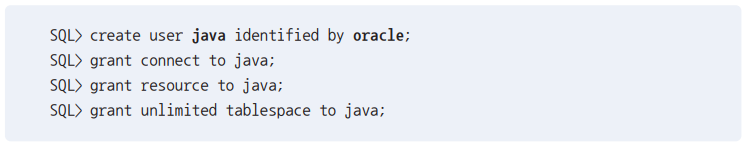 SQL> create user java identified by oracle;
SQL> grant connect to java;
SQL> grant resource to java;
SQL> grant unlimited tablespace to java;